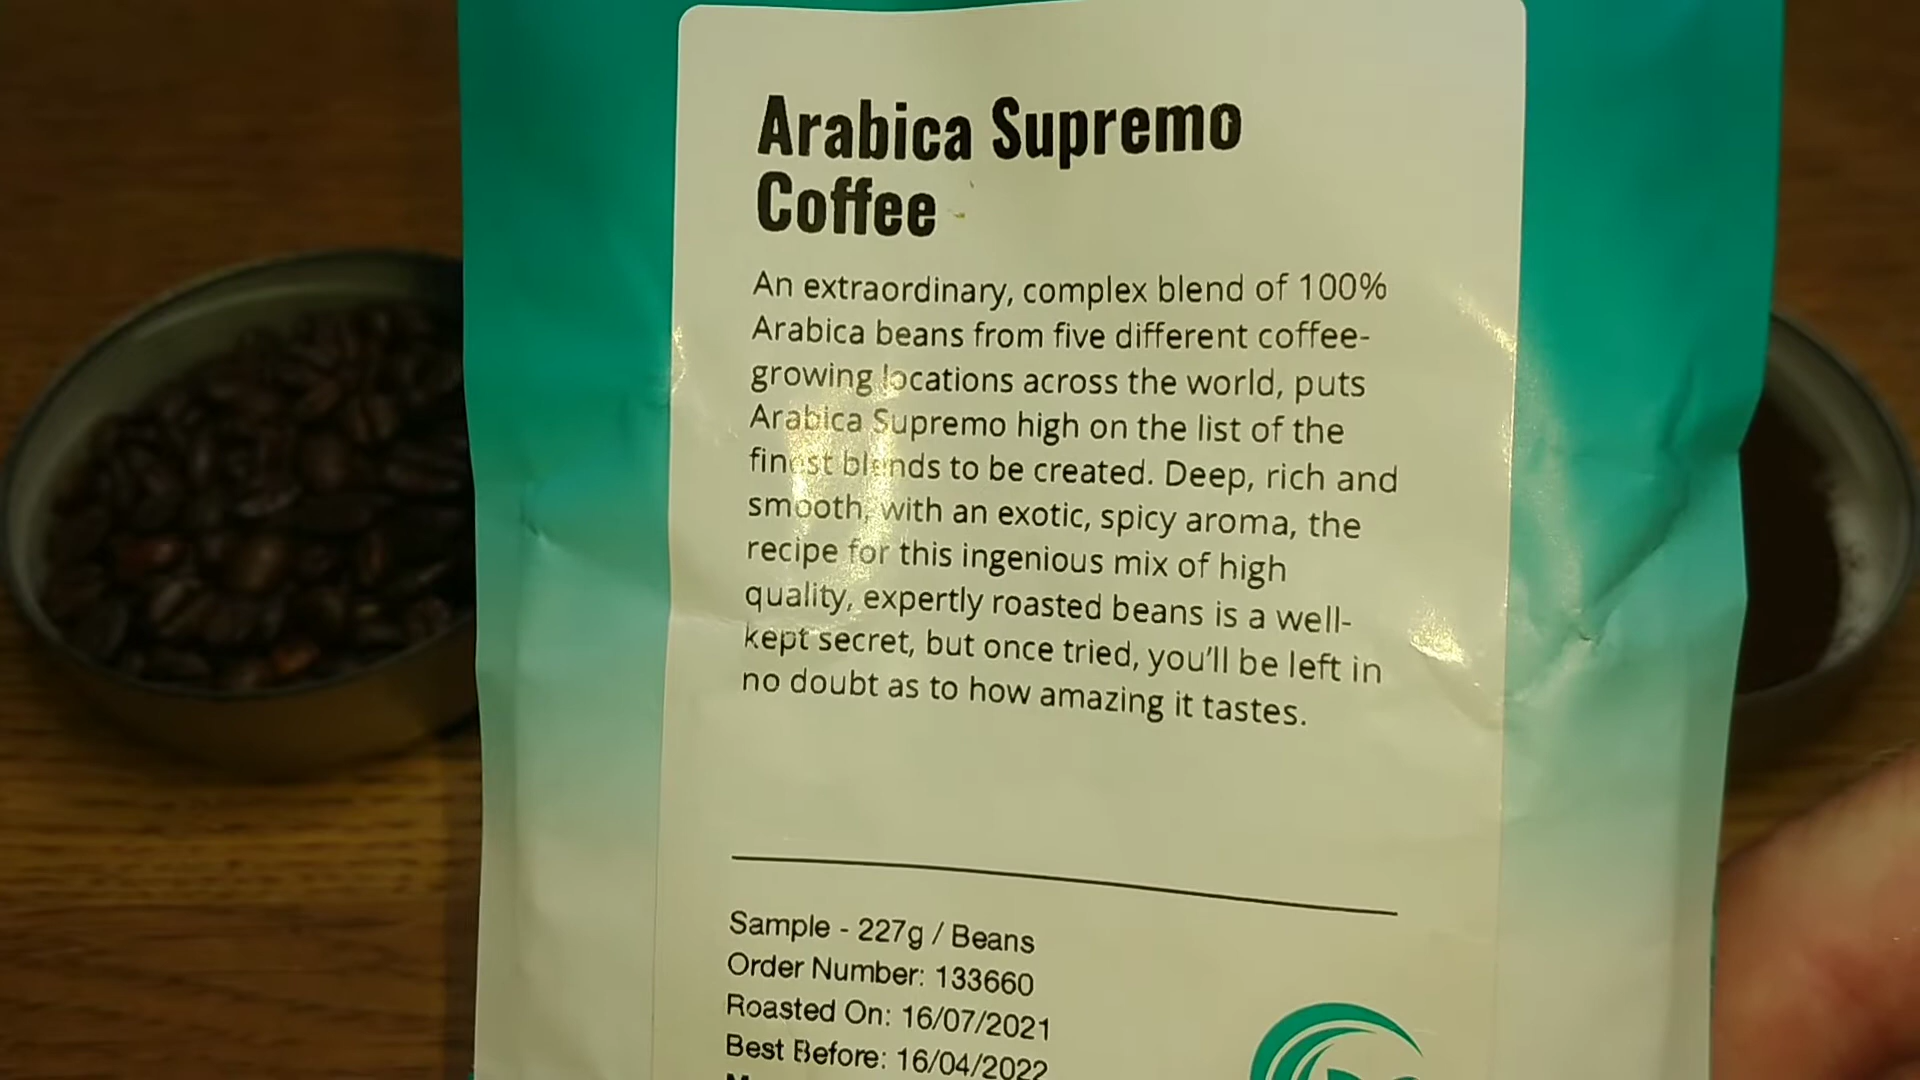 Arabica Supremo
Coffee
An extraordinary, complex blend of 100%
Arabica beans from five different coffee-
growing locations across the world, puts
Arabica Supremo high on the list of the
finest blends to be created. Deep, rich and
smooth, with an exotic, spicy aroma, the
recipe for this ingenious mix of high
quality, expertly roasted beans is a well-
kept secret, but once tried, you'll be left in
no doubt as to how amazing it tastes.
Sample - 227g / Beans
Order Number: 133660
Roasted On: 16/07/2021
Best Before: 16/04/2022